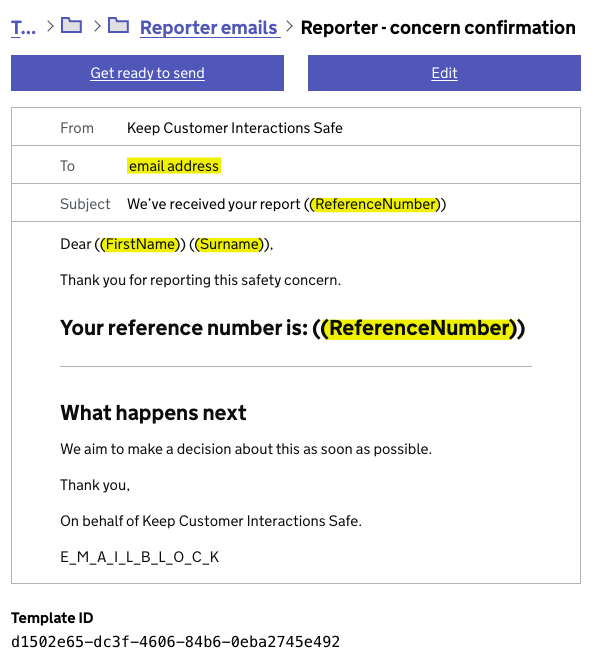 T... > > Reporter emails > Reporter - concern confirmation
Get ready to send Edit
From Keep Customer Interactions Safe
To email address
Subject We've received your report ((ReferenceNumber))
Dear ((FirstName)) ((Surname)),
Thank you for reporting this safety concern.
Your reference number is: ((ReferenceNumber))
What happens next
We aim to make a decision about this as soon as possible.
Thank you,
On behalf of Keep Customer Interactions Safe.
E_M_A_I_L_B_L_O_C_K
Template ID
d1502e65-dc3f-4606-84b6-0eba2745e492